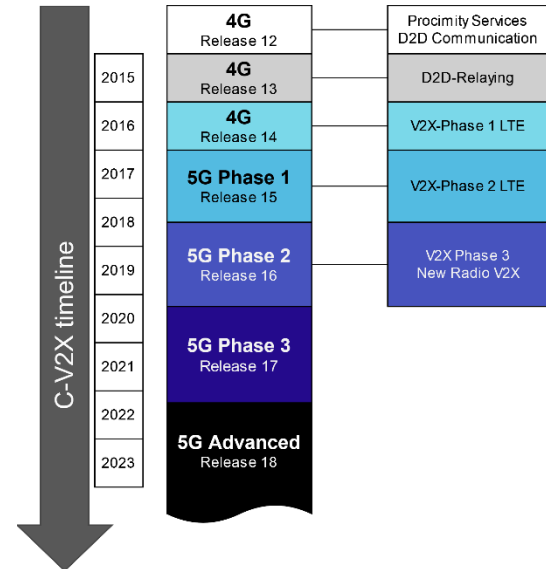 4G
Release 12
Procimity Services
D2D Communication
2015
4G
Release 13
D2D-Relaying
2016
4G
Release 14
V2X-Phase 1 LTE
2017
5G Phase 1
Release 15
V2X-Phase 2 LTE
2018
5G Phase 2
Release 16
V2X Phase 3
New Radio V2X
2019
2020
5G Phase 3
Release 17
2021
2022
5G Advanced
Release 18
2023
C-V2X timeline